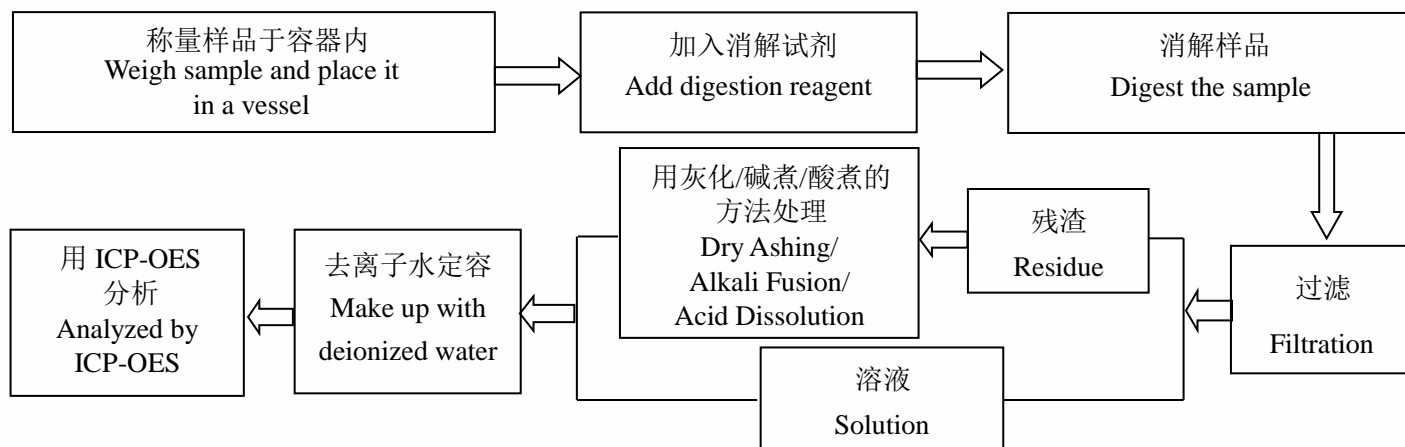 称量样品于容器内
Weigh sample and place it
in a vessel
加入消解试剂
Add digestion reagent
消解样品
Digest the sample
过滤
Filtration
残渣
Residue
用灰化/碱煮/酸煮的
方法处理
Dry Ashing/
Alkali Fusion/
Acid Dissolution
溶液
Solution
去离子水定容
Make up with
deionized water
用 ICP-OES
分析
Analyzed by
ICP-OES